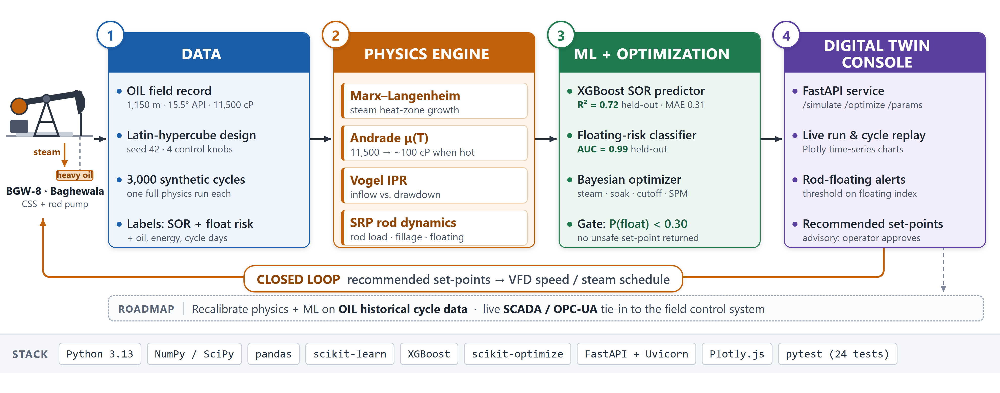 1
DATA
OIL field record
1,150 m · 15.5° API · 11,500 cP
Latin-hypercube design
seed 42 · 4 control knobs
3,000 synthetic cycles
one full physics run each
Labels: SOR + float risk
+ oil, energy, cycle days
2
PHYSICS ENGINE
Marx–Langenheim
steam heat-zone growth
Andrade μ(T)
11,500 → ~100 cP when hot
Vogel IPR
inflow vs. drawdown
SRP rod dynamics
rod load · fillage · floating
3
ML + OPTIMIZATION
XGBoost SOR predictor
R² = 0.72 held-out · MAE 0.31
Floating-risk classifier
AUC = 0.99 held-out
Bayesian optimizer
steam · soak · cutoff · SPM
Gate: P(float) < 0.30
no unsafe set-point returned
4
DIGITAL TWIN
CONSOLE
FastAPI service
/simulate /optimize /params
Live run & cycle replay
Plotly time-series charts
Rod-floating alerts
threshold on floating index
Recommended set-points
advisory: operator approves
steam
heavy oil
BGW-8 · Baghewala
CSS + rod pump
CLOSED LOOP recommended set-points → VFD speed / steam schedule
ROADMAP Recalibrate physics + ML on OIL historical cycle data · live SCADA / OPC-UA tie-in to the field control system
STACK Python 3.13 NumPy / SciPy pandas scikit-learn XGBoost scikit-optimize FastAPI + Uvicorn Plotly.js pytest (24 tests)